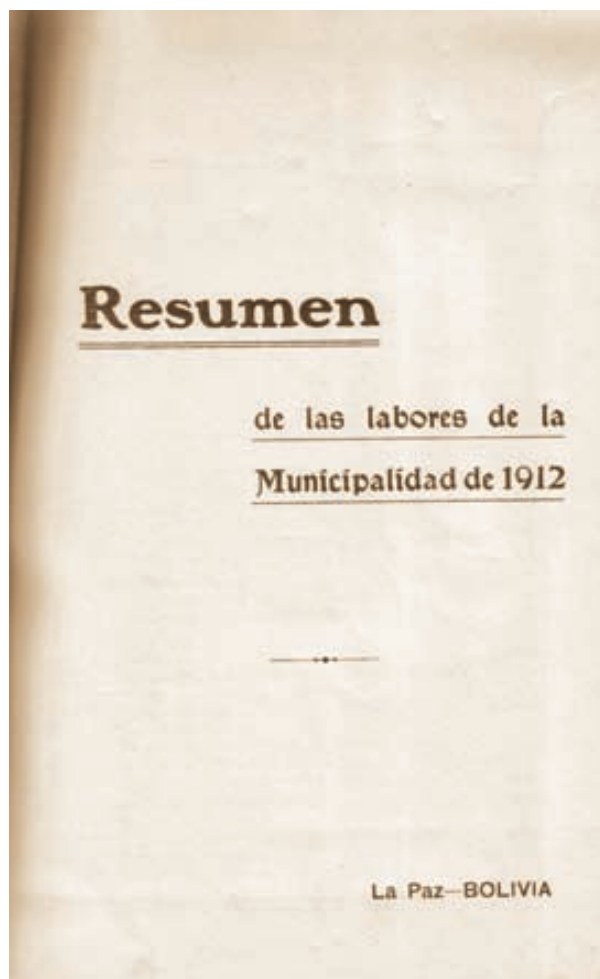 Resumen
de las labores de la
Municipalidad de 1912
La Paz—BOLIVIA